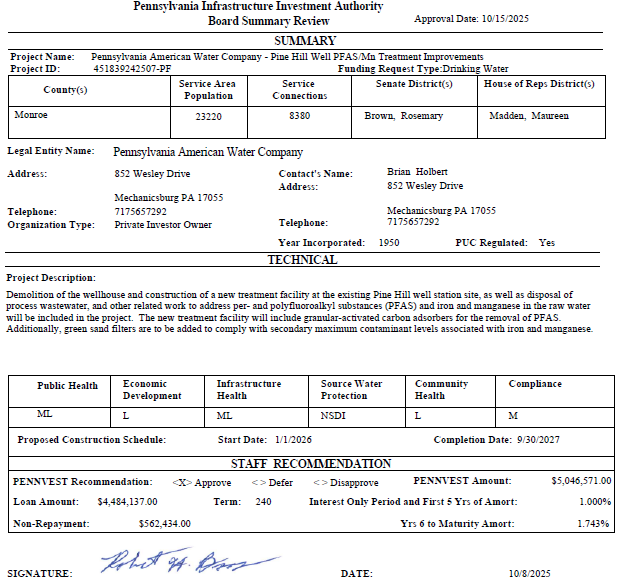 Pennsylvania Infrastructure Investment Authority
Board Summary Review
Approval Date: 10/15/2025
SUMMARY
Project Name: Pennsylvania American Water Company - Pine Hill Well PFAS/Mn Treatment Improvements
Project ID: 451839242507-PF Funding Request Type:Drinking Water
County(s) Service Area Population Service Connections Senate District(s) House of Reps District(s)
Monroe 23220 8380 Brown, Rosemary Madden, Maureen
Legal Entity Name: Pennsylvania American Water Company
Address: 852 Wesley Drive
Mechanicsburg PA 17055
Telephone: 7175657292
Organization Type: Private Investor Owner
Contact's Name: Brian Holbert
Address: 852 Wesley Drive
Mechanicsburg PA 17055
Telephone: 7175657292
Year Incorporated: 1950 PUC Regulated: Yes
TECHNICAL
Project Description:
Demolition of the wellhouse and construction of a new treatment facility at the existing Pine Hill well station site, as well as disposal of
process wastewater, and other related work to address per- and polyfluoroalkyl substances (PFAS) and iron and manganese in the raw water
will be included in the project. The new treatment facility will include granular-activated carbon adsorbers for the removal of PFAS.
Additionally, green sand filters are to be added to comply with secondary maximum contaminant levels associated with iron and manganese.
Public Health Economic Development Infrastructure Health Source Water Protection Community Health Compliance
ML L ML NSDI L M
Proposed Construction Schedule: Start Date: 1/1/2026 Completion Date: 9/30/2027
STAFF RECOMMENDATION
PENNVEST Recommendation: <X> Approve < > Defer < > Disapprove PENNVEST Amount: $5,046,571.00
Loan Amount: $4,484,137.00 Term: 240 Interest Only Period and First 5 Yrs of Amort: 1.000%
Non-Repayment: $562,434.00 Yrs 6 to Maturity Amort: 1.743%
SIGNATURE: DATE: 10/8/2025